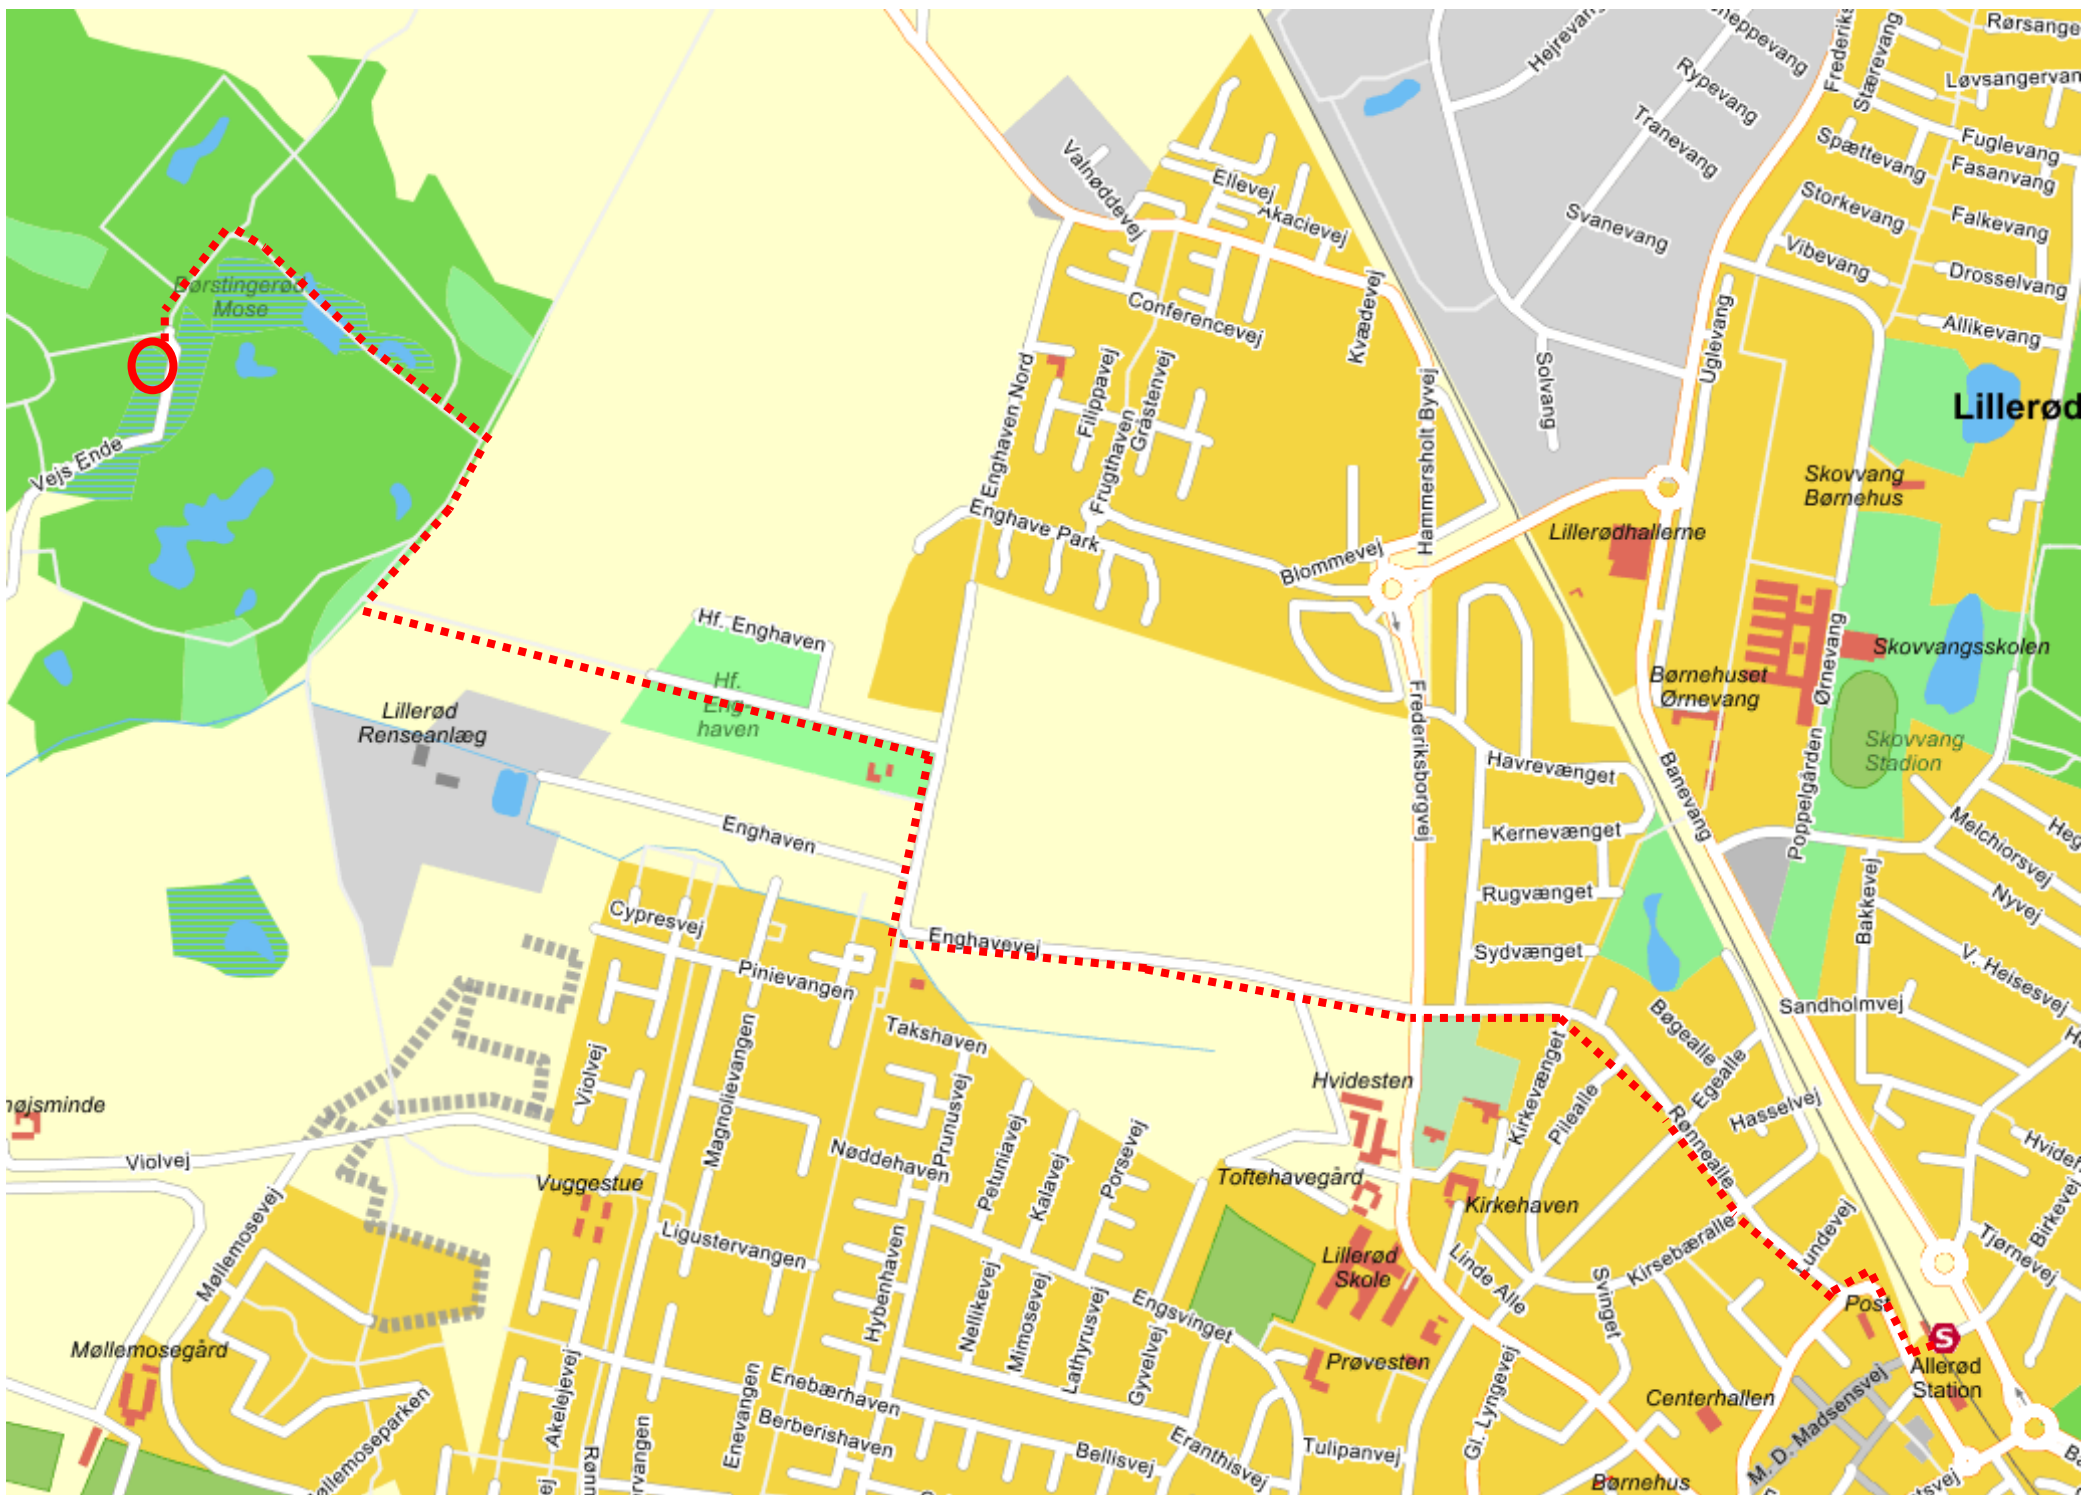 Hejrevang
Rypevang
Tranevang
Svanevang
Solvang
Stærevang
Løvsangervan
Fuglevang
Spættevang
Fasanvang
Storkevang
Falkevang
Vibevang
Drosselvang
Allikevang
Uglevang
Lillerød
Valnøddevej
Ellevej
Akacievej
Conferencevej
Kvædevej
Hammersholt Byvej
Børstingerød
Mose
Vejs Ende
Enghaven Nord
Filippavej
Gråstenvej
Frugthaven
Enghave Park
Blommevej
Lillerødhallerne
Skovvang
Børnehus
Skovvangsskolen
Børnehuset
Ørnevang
Ørnevang
Poppelgården
Skovvang
Stadion
Banevang
Hf. Enghaven
Hf.
Eng-
haven
Lillerød
Renseanlæg
Enghaven
Frederiksborgvej
Havrevænget
Kernevænget
Rugvænget
Sydvænget
Melchiorsvej
Nyvej
Bakkevej
V. Heisesvej
Sandholmvej
Cypresvej
Pinievangen
Enghavevej
Takshaven
Violvej
Magnolievangen
Prunusvej
Nøddehaven
Petuniavej
Kalavej
Porsevej
Hvidesten
Kirkevænget
Pilealle
Bøgealle
Egealle
Rønnealle
Hasselvej
Toftehavegård
Kirkehaven
Violvej
Vuggestue
Møllemosevej
Ligustervangen
Hybenhaven
Nellikevej
Mimosevej
Lathyrusvej
Gyvelvej
Engsvinget
Lillerød
Skole
Linde Alle
Kirsebæralle
Svinget
Lundevej
Post
Tjørnevej
Birkevej
Møllemosegård
Akelejevej
Enevangen
Enebærhaven
Berberishaven
Bellisvej
Eranthisvej
Tulipanvej
Prøvesten
Gl. Lyngevej
Centerhallen
Børnehus
M. D. Madsensvej
S
Allerød
Station